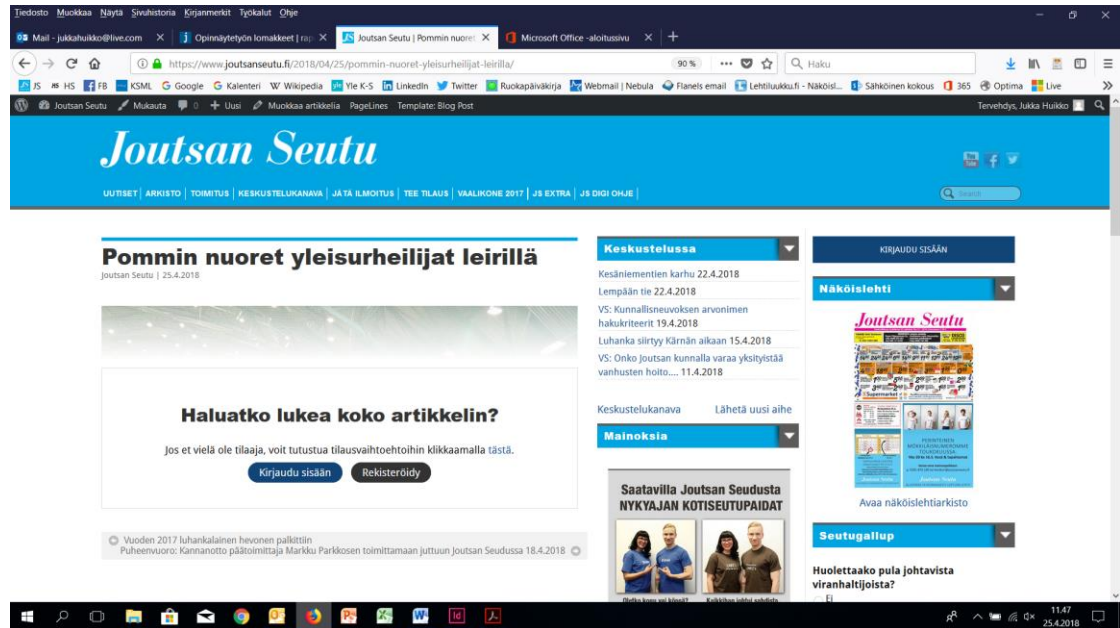 Tiedosto Muokkaa Näytä Sivuhistoria Kirjanmerkit Työkalut Ohje
Mail - jukkahuikko@live.com
Opinnäytetyön lomakkeet | rap
Joutsan Seutu | Pommin nuoret
Microsoft Office -aloitussivu
https://www.joutsanseutu.fi/2018/04/25/pommin-nuoret-yleisurheilijat-leirilla/
90 %
Haku
JS HS FB KSML Google Kalenteri Wikipedia Yle K-S LinkedIn Twitter Ruokapäiväkirja Webmail | Nebula Flanels email Lehtiluukku.fi - Näköisl... Sähköinen kokous 365 Optima Live
Joutsan Seutu Mukauta 0 Uusi Muokkaa artikkelia PageLines Template: Blog Post
Tervehdys, Jukka Huikko
Joutsan Seutu
UUTISET | ARKISTO | TOIMITUS | KESKUSTELUKANAVA | JÄTÄ ILMOITUS | TEE TILAUS | VAALIKONE 2017 | JS EXTRA | JS DIGI OHJE |
Search
Pommin nuoret yleisurheilijat leirillä
Joutsan Seutu | 25.4.2018
Haluatko lukea koko artikkelin?
Jos et vielä ole tilaaja, voit tutustua tilausvaihtoehtoihin klikkaamalla tästä.
Kirjaudu sisään
Rekisteröidy
Vuoden 2017 luhankalainen hevonen palkittiin
Puheenvuoro: Kannanotto päätoimittaja Markku Parkkosen toimittamaan juttuun Joutsan Seudussa 18.4.2018
Keskustelussa
Kesäniementien karhu 22.4.2018
Lempään tie 22.4.2018
VS: Kunnallisneuvoksen arvonimen
hakukriteerit 19.4.2018
Luhanka siirtyy Kärnän aikaan 15.4.2018
VS: Onko Joutsan kunnalla varaa yksityistää
vanhusten hoito.... 11.4.2018
Keskustelukanava
Lähetä uusi aihe
Mainoksia
Saatavilla Joutsan Seudusta
NYKYAJAN KOTISEUTUPAIDAT
KIRJAUDU SISÄÄN
Näköislehti
Joutsan Seutu
Avaa näköislehtiarkisto
Seutugallup
Huolettaako pula johtavista
viranhaltijoista?
Ei
11.47
25.4.2018